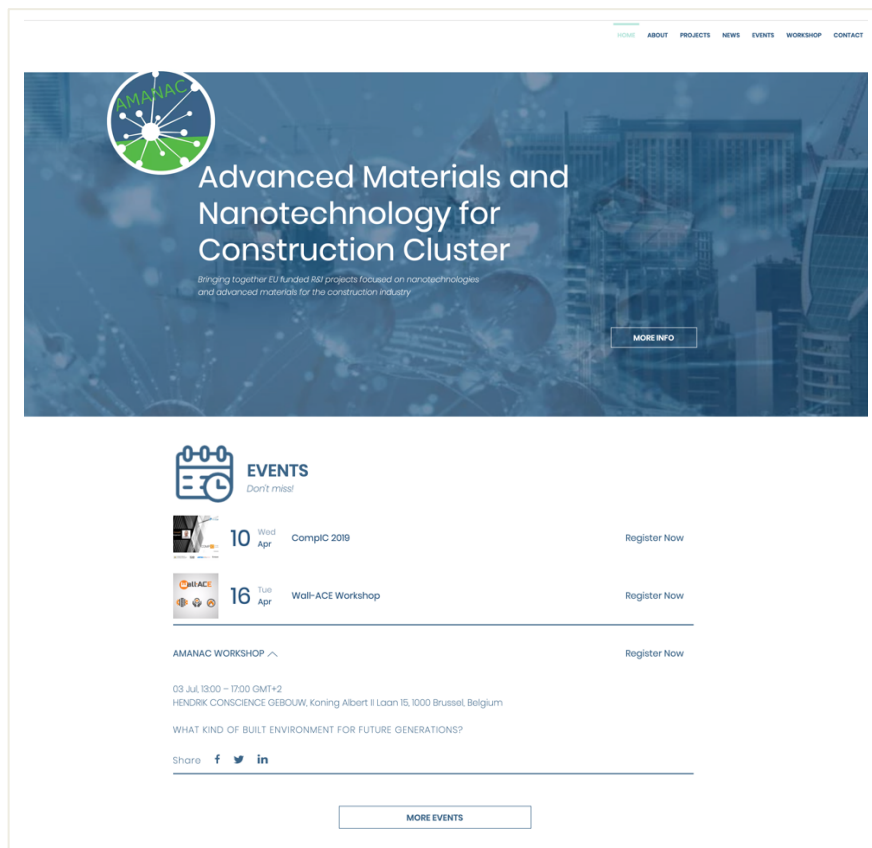 HOME ABOUT PROJECTS NEWS EVENTS WORKSHOP CONTACT
AMANAC
Advanced Materials and
Nanotechnology for
Construction Cluster
Bringing together EU funded R&I projects focused on nanotechnologies
and advanced materials for the construction industry
MORE INFO
EVENTS
Don't miss!
10 Wed Apr CompIC 2019 Register Now
Wall-ACE
16 Tue Apr Wall-ACE Workshop Register Now
AMANAC WORKSHOP Register Now
03 Jul, 13:00 – 17:00 GMT+2
HENDRIK CONSCIENCE GEBOUW, Koning Albert II Laan 15, 1000 Brussel, Belgium
WHAT KIND OF BUILT ENVIRONMENT FOR FUTURE GENERATIONS?
Share
MORE EVENTS